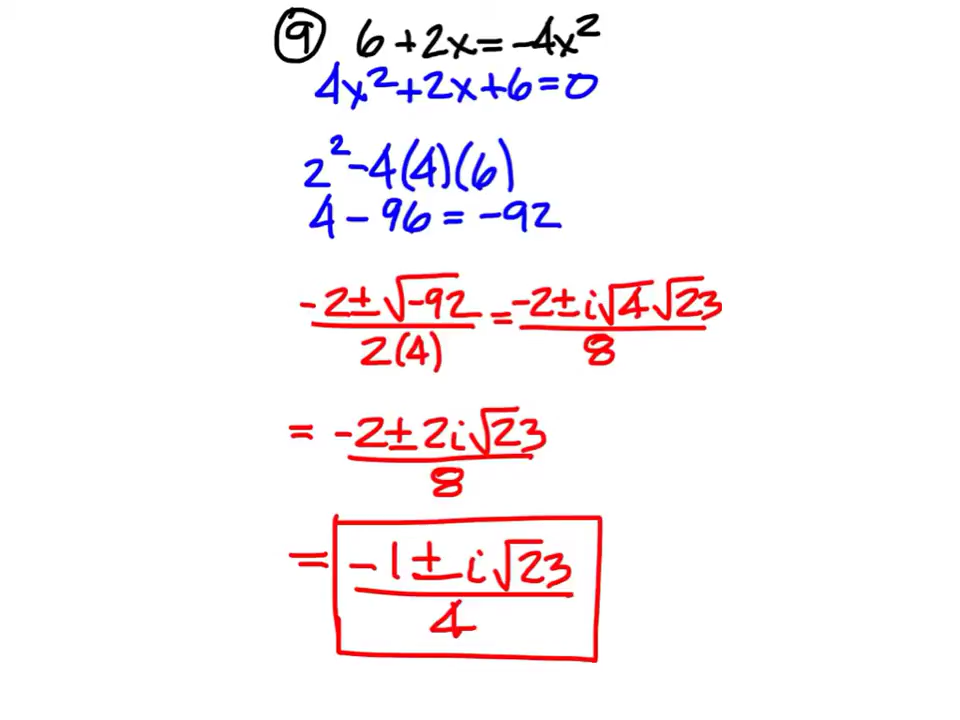 ⑨ 6 + 2x = -4x²
4x² + 2x + 6 = 0
2² - 4(4)(6)
4 - 96 = -92
(-2 ± √-92)/(2(4)) = (-2 ± i√4 √23)/8
= (-2 ± 2i√23)/8
= (-1 ± i√23)/4